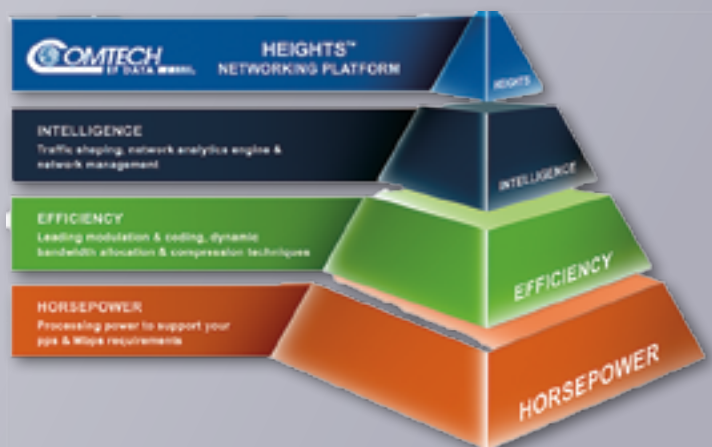 COMTECH
EF DATA
HEIGHTS™
NETWORKING PLATFORM
HEIGHTS
INTELLIGENCE
Traffic shaping, network analytics engine &
network management
INTELLIGENCE
EFFICIENCY
Leading modulation & coding, dynamic
bandwidth allocation & compression techniques
EFFICIENCY
HORSEPOWER
Processing power to support your
pps & Mbps requirements
HORSEPOWER